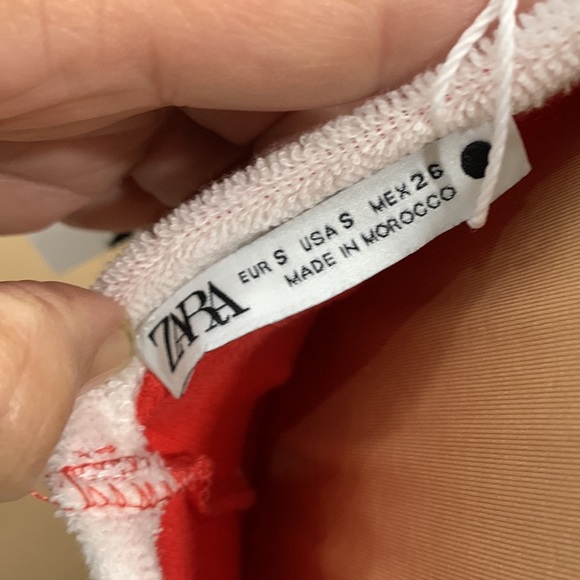 ZARA
EUR S USA S MEX 26
MADE IN MOROCCO